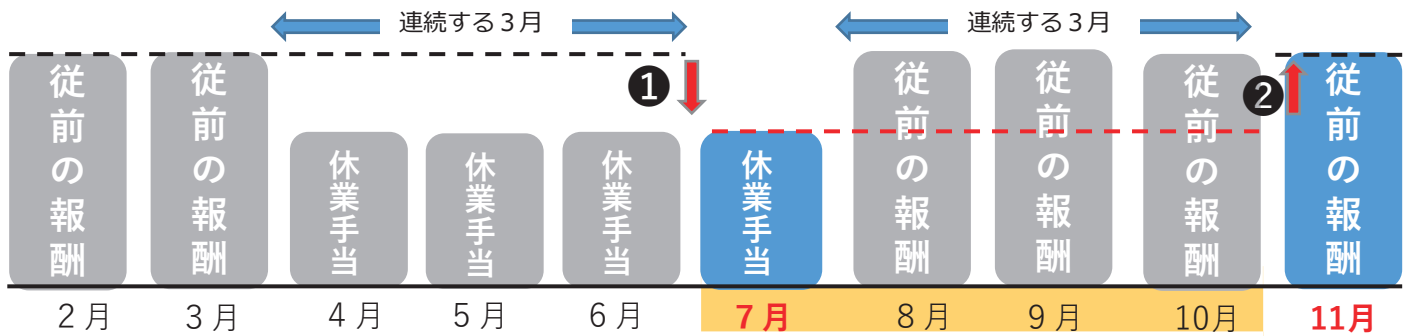 連続する３月
連続する３月
❶
❷
従前の報酬
従前の報酬
休業手当
休業手当
休業手当
休業手当
従前の報酬
従前の報酬
従前の報酬
従前の報酬
２月
３月
４月
５月
６月
７月
８月
９月
10月
11月